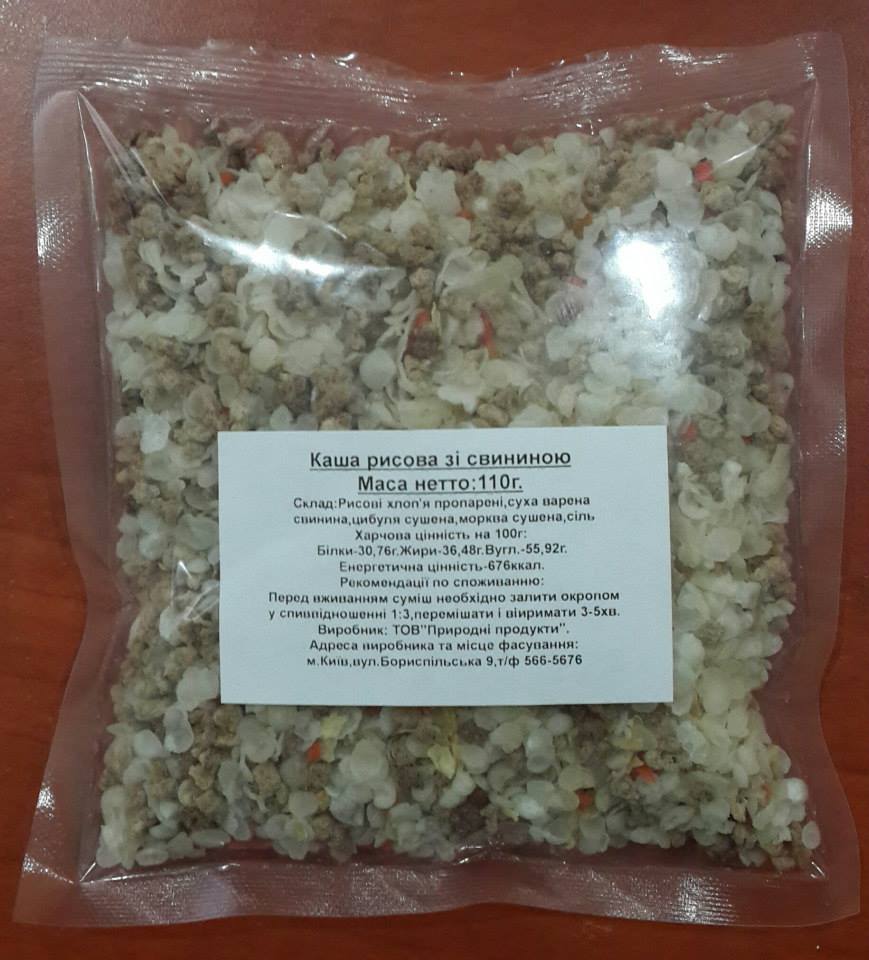 Каша рисова зі свининою
Маса нетто:110г.
Склад:Рисові хлоп'я пропарені,суха варена
свинина,цибуля сушена,морква сушена,сіль
Харчова цінність на 100г:
Білки-30,76г.Жири-36,48г.Вугл.-55,92г.
Енергетична цінність-676ккал.
Рекомендації по споживанню:
Перед вживанням суміш необхідно залити окропом
у спиввідношенні 1:3,перемішати і віиримати 3-5хв.
Виробник: ТОВ"Природні продукти".
Адреса виробника та місце фасування:
м.Київ,вул.Бориспільська 9,т/ф 566-5676